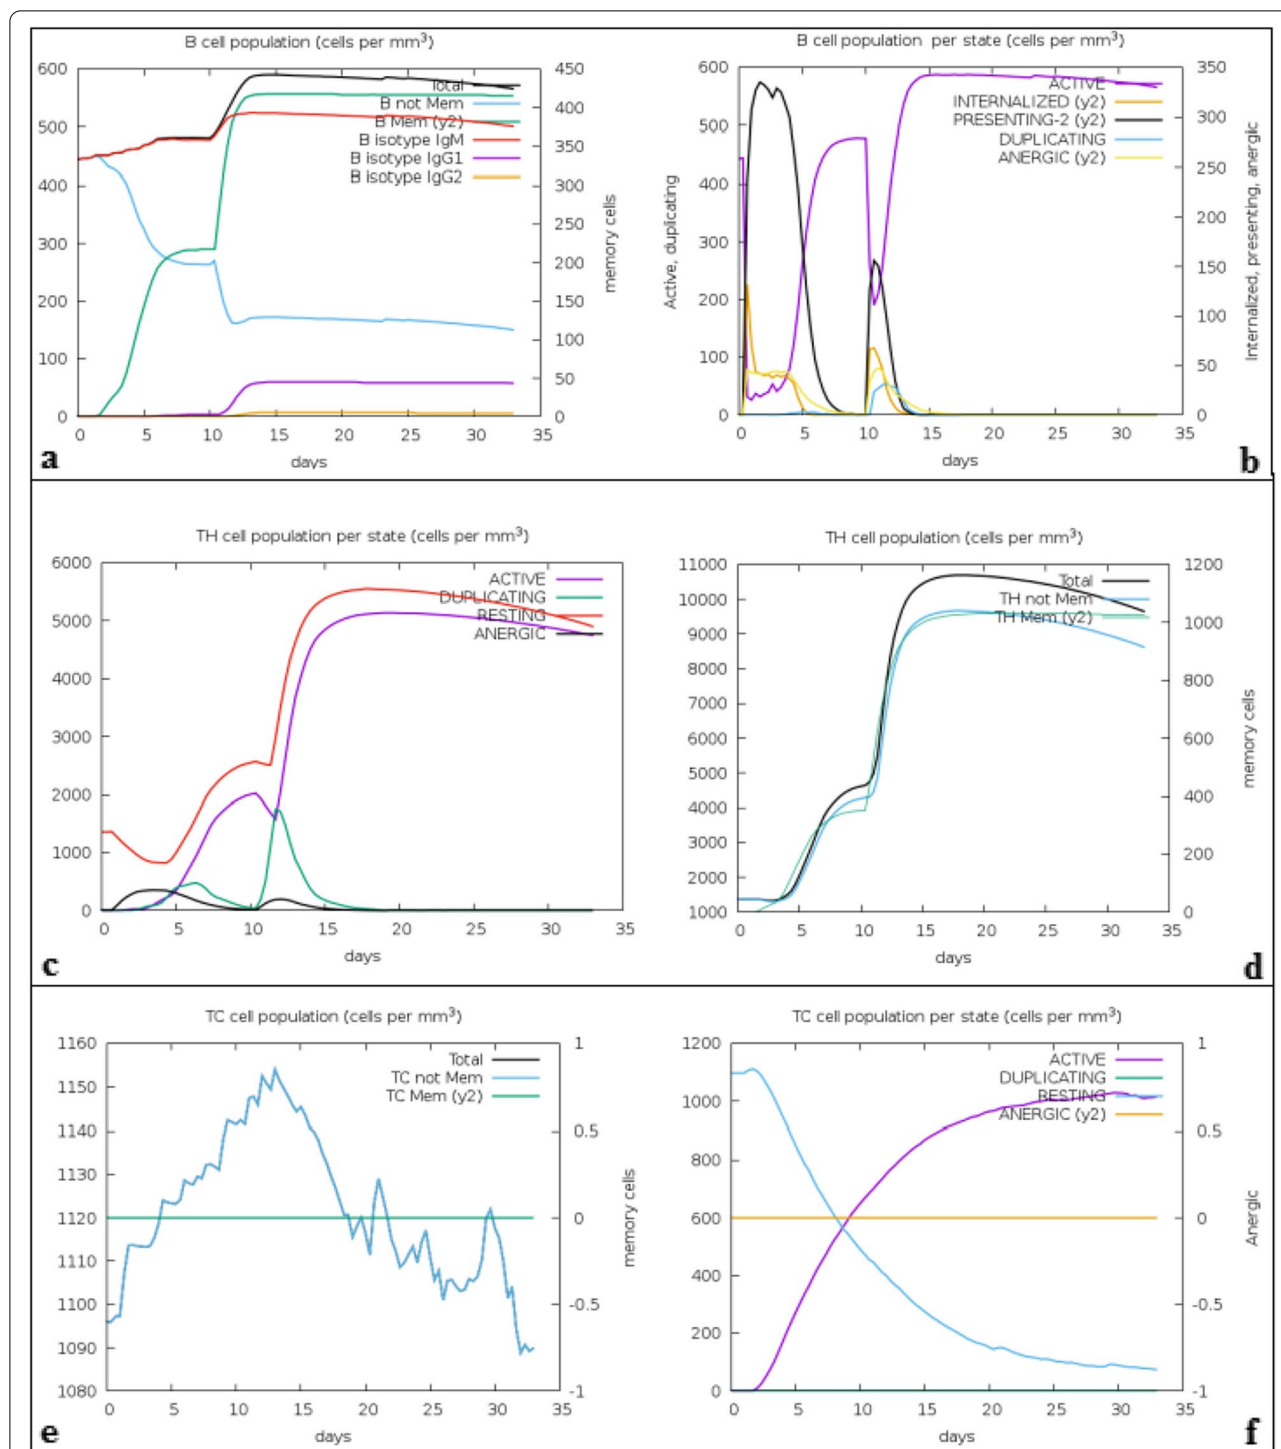 B cell population (cells per mm³)
600
500
400
300
200
100
0
450
400
350
300
250
200
150
100
50
0
Total
B not Mem
B Mem (y2)
B isotype IgM
B isotype IgG1
B isotype IgG2
memory cells
0 5 10 15 20 25 30 35
days
a
B cell population per state (cells per mm³)
Active, duplicating
600
500
400
300
200
100
0
350
300
250
200
150
100
50
0
ACTIVE
INTERNALIZED (y2)
PRESENTING-2 (y2)
DUPLICATING
ANERGIC (y2)
Internalized, presenting, anergic
0 5 10 15 20 25 30 35
days
b
TH cell population per state (cells per mm³)
6000
5000
4000
3000
2000
1000
0
ACTIVE
DUPLICATING
RESTING
ANERGIC
0 5 10 15 20 25 30 35
days
c
TH cell population (cells per mm³)
11000
10000
9000
8000
7000
6000
5000
4000
3000
2000
1000
1200
1000
800
600
400
200
0
Total
TH not Mem
TH Mem (y2)
memory cells
0 5 10 15 20 25 30 35
days
d
TC cell population (cells per mm³)
1160
1150
1140
1130
1120
1110
1100
1090
1080
1
0.5
0
-0.5
-1
Total
TC not Mem
TC Mem (y2)
memory cells
0 5 10 15 20 25 30 35
days
e
TC cell population per state (cells per mm³)
1200
1000
800
600
400
200
0
1
0.5
0
-0.5
-1
ACTIVE
DUPLICATING
RESTING
ANERGIC (y2)
Anergic
0 5 10 15 20 25 30 35
days
f